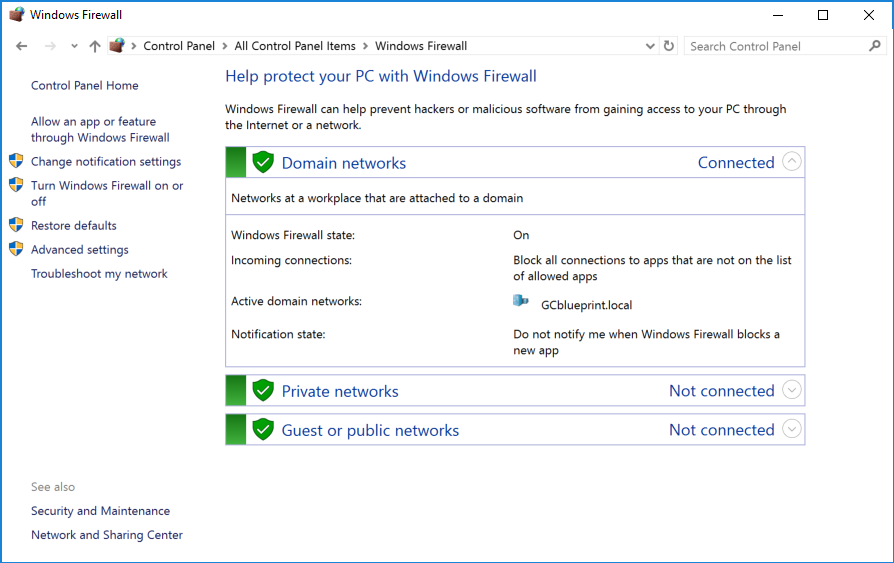 Windows Firewall
Control Panel > All Control Panel Items > Windows Firewall
Search Control Panel
Control Panel Home
Allow an app or feature
through Windows Firewall
Change notification settings
Turn Windows Firewall on or
off
Restore defaults
Advanced settings
Troubleshoot my network
Help protect your PC with Windows Firewall
Windows Firewall can help prevent hackers or malicious software from gaining access to your PC through
the Internet or a network.
Domain networks Connected
Networks at a workplace that are attached to a domain
Windows Firewall state: On
Incoming connections: Block all connections to apps that are not on the list
of allowed apps
Active domain networks: GCblueprint.local
Notification state: Do not notify me when Windows Firewall blocks a
new app
Private networks Not connected
Guest or public networks Not connected
See also
Security and Maintenance
Network and Sharing Center